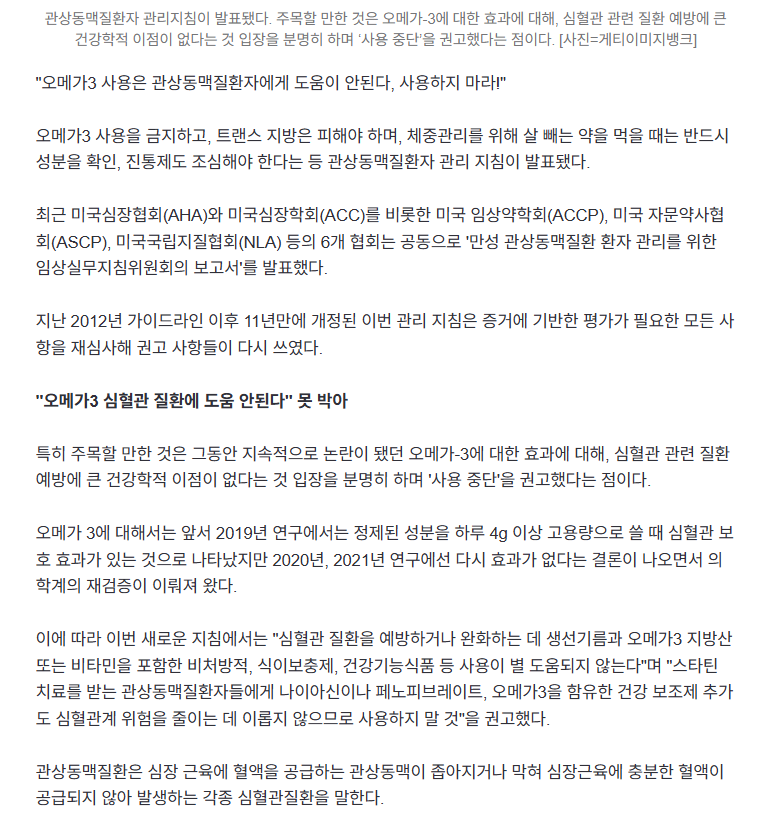 관상동맥질환자 관리지침이 발표됐다. 주목할 만한 것은 오메가-3에 대한 효과에 대해, 심혈관 관련 질환 예방에 큰
건강학적 이점이 없다는 것 입장을 분명히 하며 ‘사용 중단’을 권고했다는 점이다. [사진=게티이미지뱅크]
"오메가3 사용은 관상동맥질환자에게 도움이 안된다, 사용하지 마라!"
오메가3 사용을 금지하고, 트랜스 지방은 피해야 하며, 체중관리를 위해 살 빼는 약을 먹을 때는 반드시
성분을 확인, 진통제도 조심해야 한다는 등 관상동맥질환자 관리 지침이 발표됐다.
최근 미국심장협회(AHA)와 미국심장학회(ACC)를 비롯한 미국 임상약학회(ACCP), 미국 자문약사협
회(ASCP), 미국국립지질협회(NLA) 등의 6개 협회는 공동으로 '만성 관상동맥질환 환자 관리를 위한
임상실무지침위원회의 보고서'를 발표했다.
지난 2012년 가이드라인 이후 11년만에 개정된 이번 관리 지침은 증거에 기반한 평가가 필요한 모든 사
항을 재심사해 권고 사항들이 다시 쓰였다.
"오메가3 심혈관 질환에 도움 안된다" 못 박아
특히 주목할 만한 것은 그동안 지속적으로 논란이 됐던 오메가-3에 대한 효과에 대해, 심혈관 관련 질환
예방에 큰 건강학적 이점이 없다는 것 입장을 분명히 하며 '사용 중단'을 권고했다는 점이다.
오메가 3에 대해서는 앞서 2019년 연구에서는 정제된 성분을 하루 4g 이상 고용량으로 쓸 때 심혈관 보
호 효과가 있는 것으로 나타났지만 2020년, 2021년 연구에선 다시 효과가 없다는 결론이 나오면서 의
학계의 재검증이 이뤄져 왔다.
이에 따라 이번 새로운 지침에서는 "심혈관 질환을 예방하거나 완화하는 데 생선기름과 오메가3 지방산
또는 비타민을 포함한 비처방적, 식이보충제, 건강기능식품 등 사용이 별 도움되지 않는다"며 "스타틴
치료를 받는 관상동맥질환자들에게 나이아신이나 페노피브레이트, 오메가3을 함유한 건강 보조제 추가
도 심혈관계 위험을 줄이는 데 이롭지 않으므로 사용하지 말 것"을 권고했다.
관상동맥질환은 심장 근육에 혈액을 공급하는 관상동맥이 좁아지거나 막혀 심장근육에 충분한 혈액이
공급되지 않아 발생하는 각종 심혈관질환을 말한다.